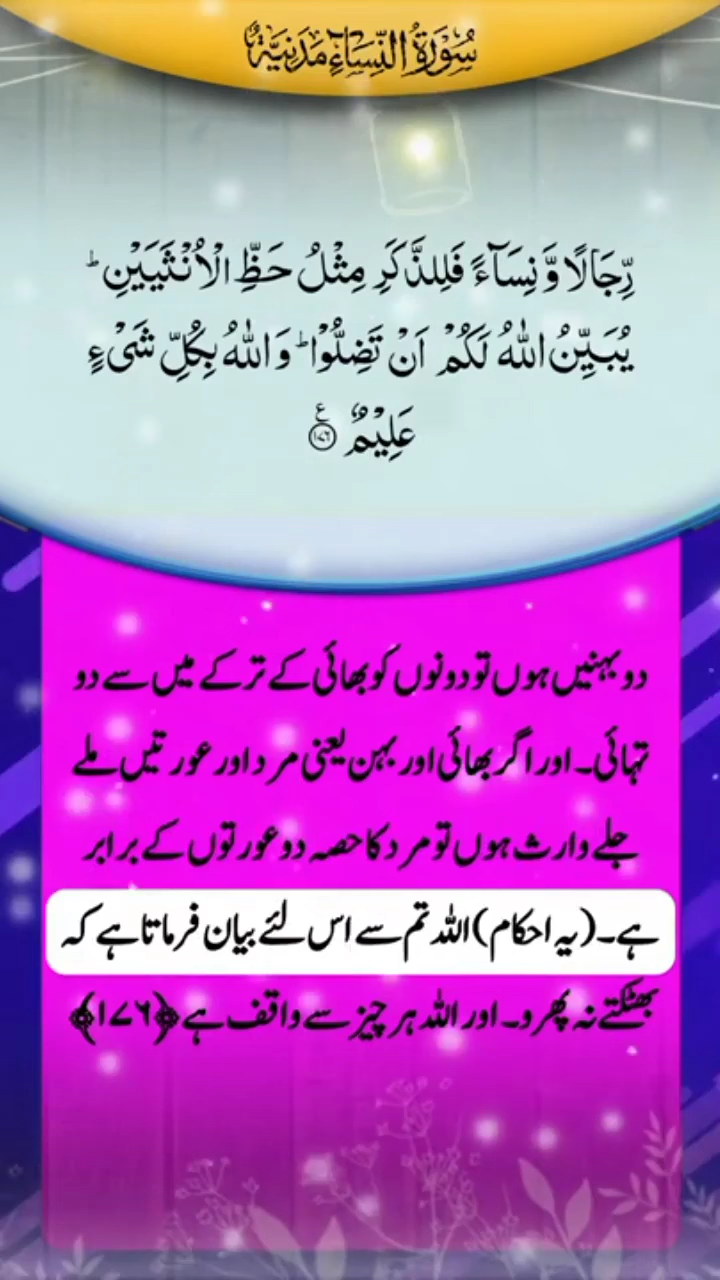 سُوْرَةُ النِّسَآءِ مَدَنِیَّةٌ
رِّجَالًا وَّ نِسَآءً فَلِلذَّكَرِ مِثْلُ حَظِّ الْاُنْثَیَیْنِؕ
یُبَیِّنُ اللّٰهُ لَكُمْ اَنْ تَضِلُّوْاؕ وَ اللّٰهُ بِكُلِّ شَیْءٍ
عَلِیْمٌ۠ ﴿۱۷۶﴾ ع
دو بہنیں ہوں تو دونوں کو بھائی کے ترکے میں سے دو
تہائی۔ اور اگر بھائی اور بہن یعنی مرد اور عورتیں ملے
جلے وارث ہوں تو مرد کا حصہ دو عورتوں کے برابر
ہے۔ (یہ احکام) اللہ تم سے اس لئے بیان فرماتا ہے کہ
بھٹکتے نہ پھرو۔ اور اللہ ہر چیز سے واقف ہے ﴿۱۷۶﴾